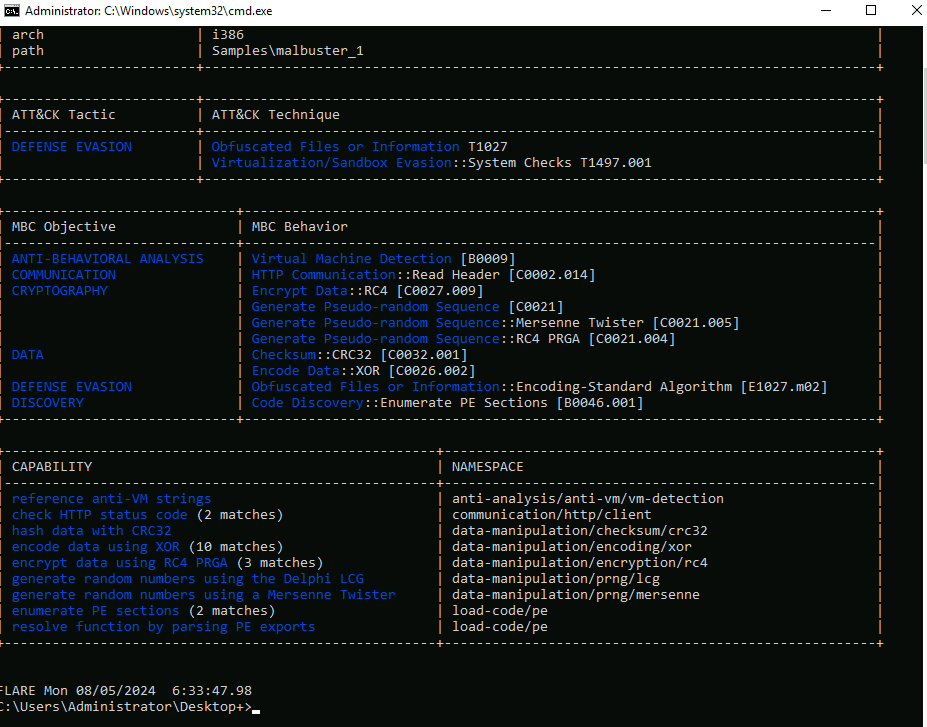 Administrator: C:\Windows\system32\cmd.exe
| arch | i386 |
| path | Samples\malbuster_1 |
| ATT&CK Tactic | ATT&CK Technique |
| DEFENSE EVASION | Obfuscated Files or Information T1027 |
| | Virtualization/Sandbox Evasion::System Checks T1497.001 |
| MBC Objective | MBC Behavior |
| ANTI-BEHAVIORAL ANALYSIS | Virtual Machine Detection [B0009] |
| COMMUNICATION | HTTP Communication::Read Header [C0002.014] |
| CRYPTOGRAPHY | Encrypt Data::RC4 [C0027.009] |
| | Generate Pseudo-random Sequence [C0021] |
| | Generate Pseudo-random Sequence::Mersenne Twister [C0021.005] |
| | Generate Pseudo-random Sequence::RC4 PRGA [C0021.004] |
| DATA | Checksum::CRC32 [C0032.001] |
| | Encode Data::XOR [C0026.002] |
| DEFENSE EVASION | Obfuscated Files or Information::Encoding-Standard Algorithm [E1027.m02] |
| DISCOVERY | Code Discovery::Enumerate PE Sections [B0046.001] |
| CAPABILITY | NAMESPACE |
| reference anti-VM strings | anti-analysis/anti-vm/vm-detection |
| check HTTP status code (2 matches) | communication/http/client |
| hash data with CRC32 | data-manipulation/checksum/crc32 |
| encode data using XOR (10 matches) | data-manipulation/encoding/xor |
| encrypt data using RC4 PRGA (3 matches) | data-manipulation/encryption/rc4 |
| generate random numbers using the Delphi LCG | data-manipulation/prng/lcg |
| generate random numbers using a Mersenne Twister | data-manipulation/prng/mersenne |
| enumerate PE sections (2 matches) | load-code/pe |
| resolve function by parsing PE exports | load-code/pe |
FLARE Mon 08/05/2024  6:33:47.98
C:\Users\Administrator\Desktop+>